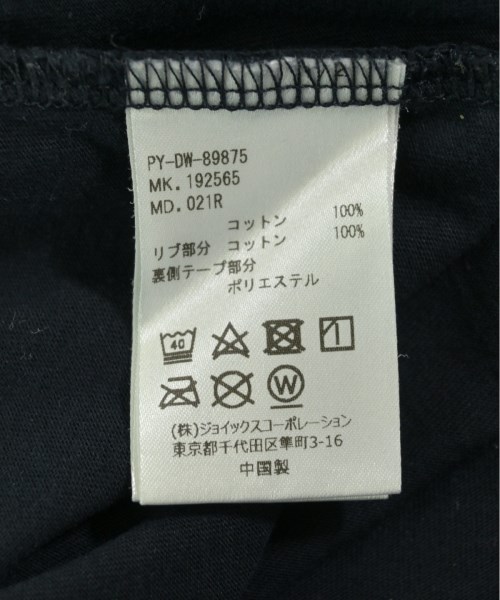 PY-DW-89875
MK. 192565
MD. 021R
コットン 100%
リブ部分 コットン 100%
裏側テープ部分
ポリエステル
40
W
(株)ジョイックスコーポレーション
東京都千代田区隼町3-16
中国製